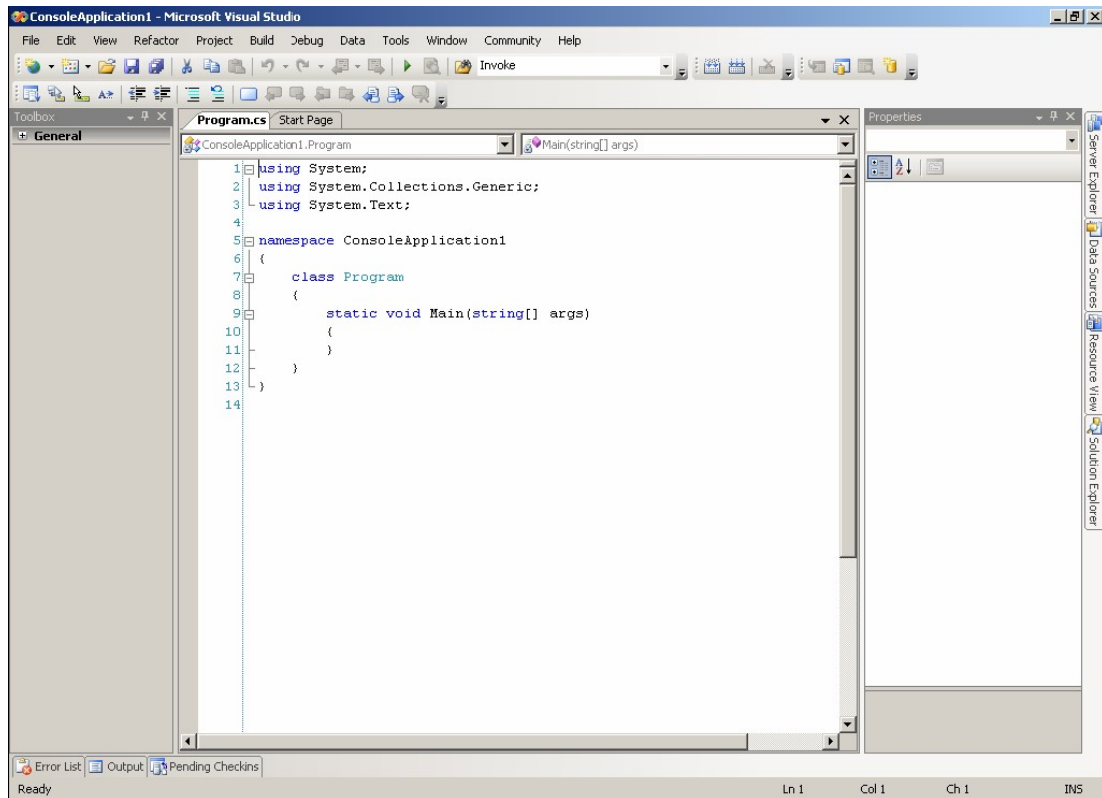 ConsoleApplication1 - Microsoft Visual Studio
File Edit View Refactor Project Build Debug Data Tools Window Community Help
Invoke
Toolbox
General
Program.cs Start Page
ConsoleApplication1.Program
Main(string[] args)
1 using System;
2 using System.Collections.Generic;
3 using System.Text;
4
5 namespace ConsoleApplication1
6 {
7 class Program
8 {
9 static void Main(string[] args)
10 {
11 }
12 }
13 }
14
Properties
Server Explorer
Data Sources
Resource View
Solution Explorer
Error List Output Pending Checkins
Ready Ln 1 Col 1 Ch 1 INS